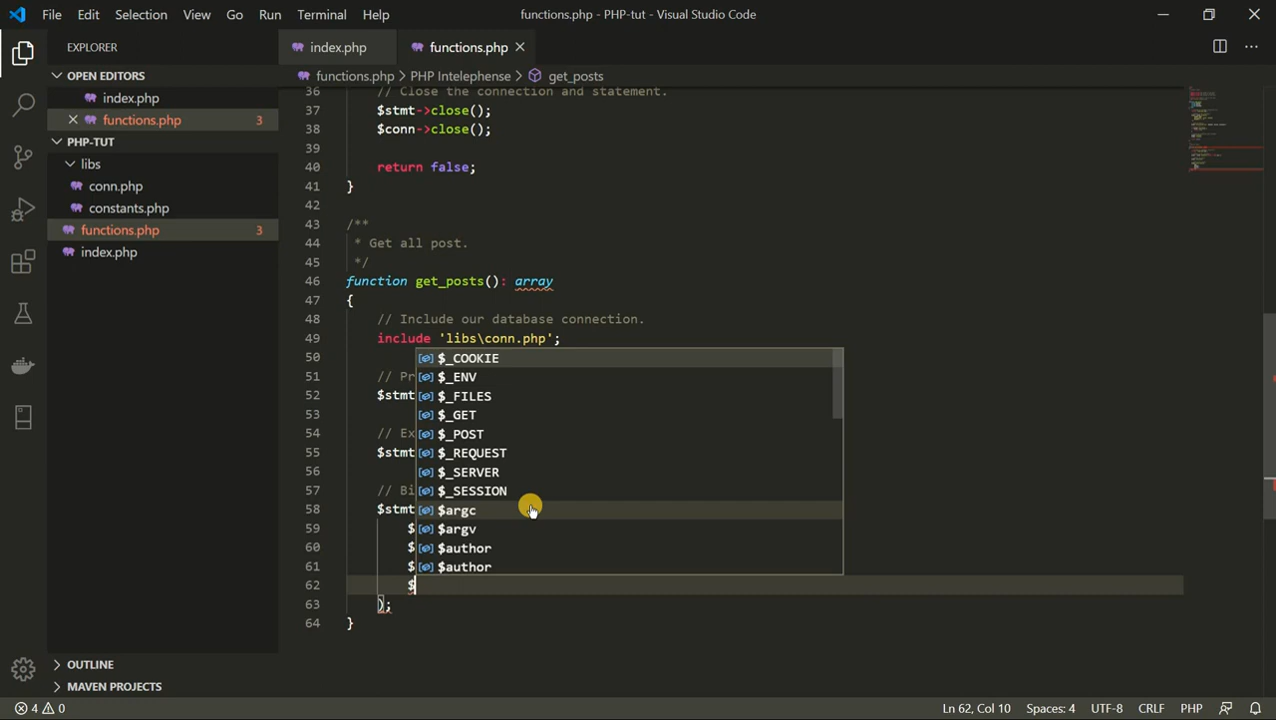 File Edit Selection View Go Run Terminal Help
functions.php - PHP-tut - Visual Studio Code
EXPLORER
index.php
functions.php
OPEN EDITORS
functions.php > PHP Intelephense > get_posts
index.php
functions.php 3
PHP-TUT
libs
conn.php
constants.php
functions.php 3
index.php
36 // Close the connection and statement.
37 $stmt->close();
38 $conn->close();
39
40 return false;
41 }
42
43 /**
44 * Get all post.
45 */
46 function get_posts(): array
47 {
48 // Include our database connection.
49 include 'libs\conn.php';
50 $_COOKIE
51 // Pr $_ENV
52 $stmt $_FILES
53 $_GET
54 // Ex $_POST
55 $stmt $_REQUEST
56 $_SERVER
57 // Bi $_SESSION
58 $stmt $argc
59 $ $argv
60 $ $author
61 $ $author
62 $
63 );
64 }
OUTLINE
MAVEN PROJECTS
4 0
Ln 62, Col 10 Spaces: 4 UTF-8 CRLF PHP